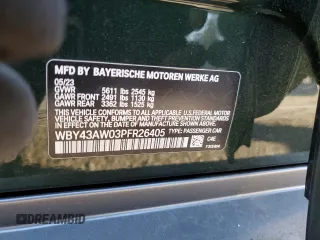 MFD BY BAYERISCHE MOTOREN WERKE AG
05/23
GVWR 5611 lbs 2545 kg
GAWR FRONT 2491 lbs 1130 kg
GAWR REAR 3362 lbs 1525 kg
THIS VEHICLE CONFORMS TO ALL APPLICABLE U.S. FEDERAL MOTOR
VEHICLE SAFETY, BUMPER, AND THEFT PREVENTION STANDARDS
IN EFFECT ON THE DATE OF MANUFACTURE SHOWN ABOVE.
WBY43AW03PFR26405 TYPE: PASSENGER CAR
© AUTOBIDMASTER